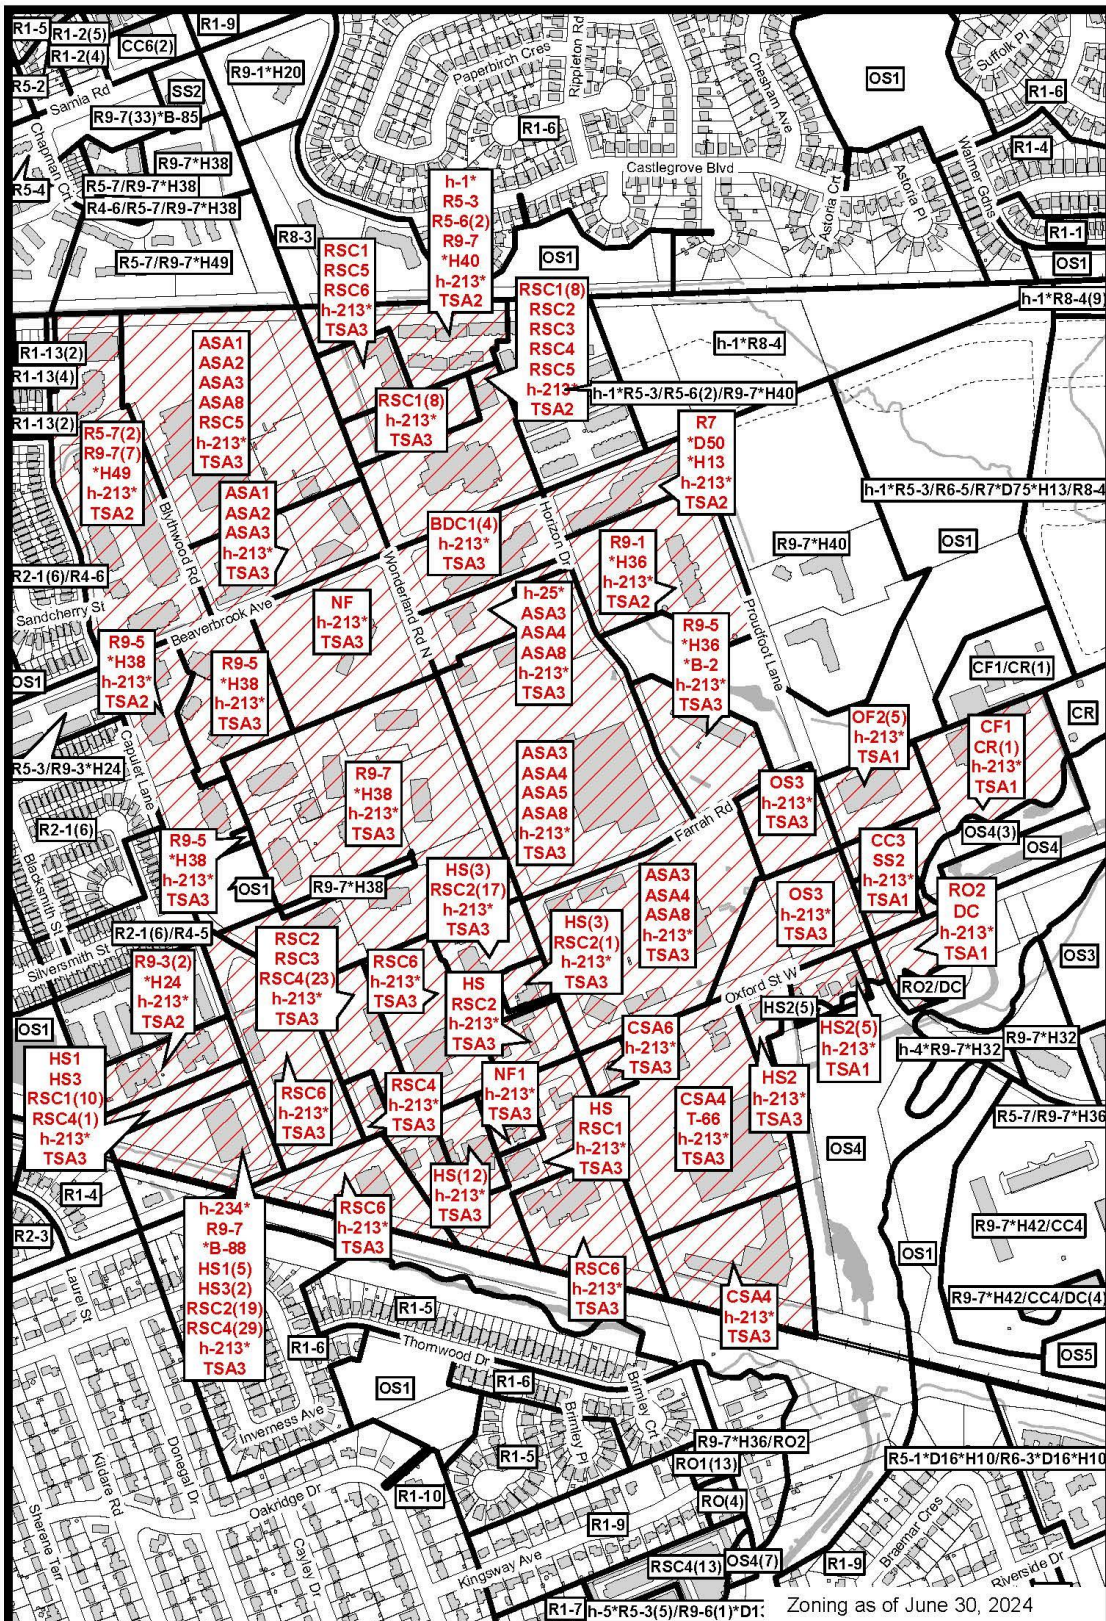 R1-5
R1-2(5)
R1-2(4)
R1-9
CC6(2)
R5-2
Sarnia Rd
SS2
R9-1*H20
R9-7(33)*B-85
Chapman Crt
R9-7*H38
R5-4
R5-7/R9-7*H38
R4-6/R5-7/R9-7*H38
R5-7/R9-7*H49
R8-3
Paperbirch Cres
Rippleton Rd
Chesham Ave
R1-6
Castlegrove Blvd
OS1
Suffolk Pl
R1-6
R1-4
Walmer Gdns
Astoria Pl
Astoria Crt
R1-1
OS1
OS1
RSC1
RSC5
RSC6
h-213*
TSA3
h-1*
R5-3
R5-6(2)
R9-7
*H40
h-213*
TSA2
RSC1(8)
RSC2
RSC3
RSC4
RSC5
h-213*
TSA2
h-1*R8-4(9)
h-1*R8-4
h-1*R5-3/R5-6(2)/R9-7*H40
R1-13(2)
R1-13(4)
R1-13(2)
ASA1
ASA2
ASA3
ASA8
RSC5
h-213*
TSA3
RSC1(8)
h-213*
TSA3
R5-7(2)
R9-7(7)
*H49
h-213*
TSA2
R7
*D50
*H13
h-213*
TSA2
h-1*R5-3/R6-5/R7*D75*H13/R8-4
Blythwood Rd
ASA1
ASA2
ASA3
h-213*
TSA3
BDC1(4)
h-213*
TSA3
Horizon Dr
R9-1
*H36
h-213*
TSA2
R9-7*H40
OS1
R2-1(6)/R4-6
Sandcherry St
Beaverbrook Ave
NF
h-213*
TSA3
Wonderland Rd N
h-25*
ASA3
ASA4
ASA8
h-213*
TSA3
R9-5
*H36
*B-2
h-213*
TSA3
Proudfoot Lane
OS1
R9-5
*H38
h-213*
TSA2
R9-5
*H38
h-213*
TSA3
CF1/CR(1)
CR
R5-3/R9-3*H24
Capulet Lane
OF2(5)
h-213*
TSA1
CF1
CR(1)
h-213*
TSA1
R2-1(6)
R9-7
*H38
h-213*
TSA3
ASA3
ASA4
ASA5
ASA8
h-213*
TSA3
OS3
h-213*
TSA3
Farrah Rd
OS4(3)
OS4
Blacksmith St
R9-5
*H38
h-213*
TSA3
OS1
R9-7*H38
HS(3)
RSC2(17)
h-213*
TSA3
ASA3
ASA4
ASA8
h-213*
TSA3
OS3
h-213*
TSA3
CC3
SS2
h-213*
TSA1
RO2
DC
h-213*
TSA1
R2-1(6)/R4-5
Silversmith St
R9-3(2)
*H24
h-213*
TSA2
RSC2
RSC3
RSC4(23)
h-213*
TSA3
RSC6
h-213*
TSA3
HS(3)
RSC2(1)
h-213*
TSA3
HS
RSC2
h-213*
TSA3
Oxford St W
OS3
RO2/DC
HS2(5)
HS2(5)
h-213*
TSA1
h-4*R9-7*H32
R9-7*H32
OS1
HS1
HS3
RSC1(10)
RSC4(1)
h-213*
TSA3
CSA6
h-213*
TSA3
HS2
h-213*
TSA3
RSC6
h-213*
TSA3
RSC4
h-213*
TSA3
NF1
h-213*
TSA3
HS
RSC1
h-213*
TSA3
CSA4
T-66
h-213*
TSA3
R5-7/R9-7*H36
OS4
R1-4
R2-3
HS(12)
h-213*
TSA3
RSC6
h-213*
TSA3
h-234*
R9-7
*B-88
HS1(5)
HS3(2)
RSC2(19)
RSC4(29)
h-213*
TSA3
R9-7*H42/CC4
OS1
RSC6
h-213*
TSA3
CSA4
h-213*
TSA3
R9-7*H42/CC4/DC(4)
OS5
Laurel St
R1-5
R1-6
Thornwood Dr
R1-6
OS1
Brimley Crt
Brimley Pl
Inverness Ave
R1-5
R9-7*H36/RO2
RO1(13)
R5-1*D16*H10/R6-3*D16*H10
Donegal Dr
Kildare Rd
Oakridge Dr
R1-10
RO(4)
R1-9
Sherene Terr
Cayley Dr
Kingsway Ave
RSC4(13)
OS4(7)
R1-9
Braemar Cres
Riverside Dr
R1-7
h-5*R5-3(5)/R9-6(1)*D1
Zoning as of June 30, 2024